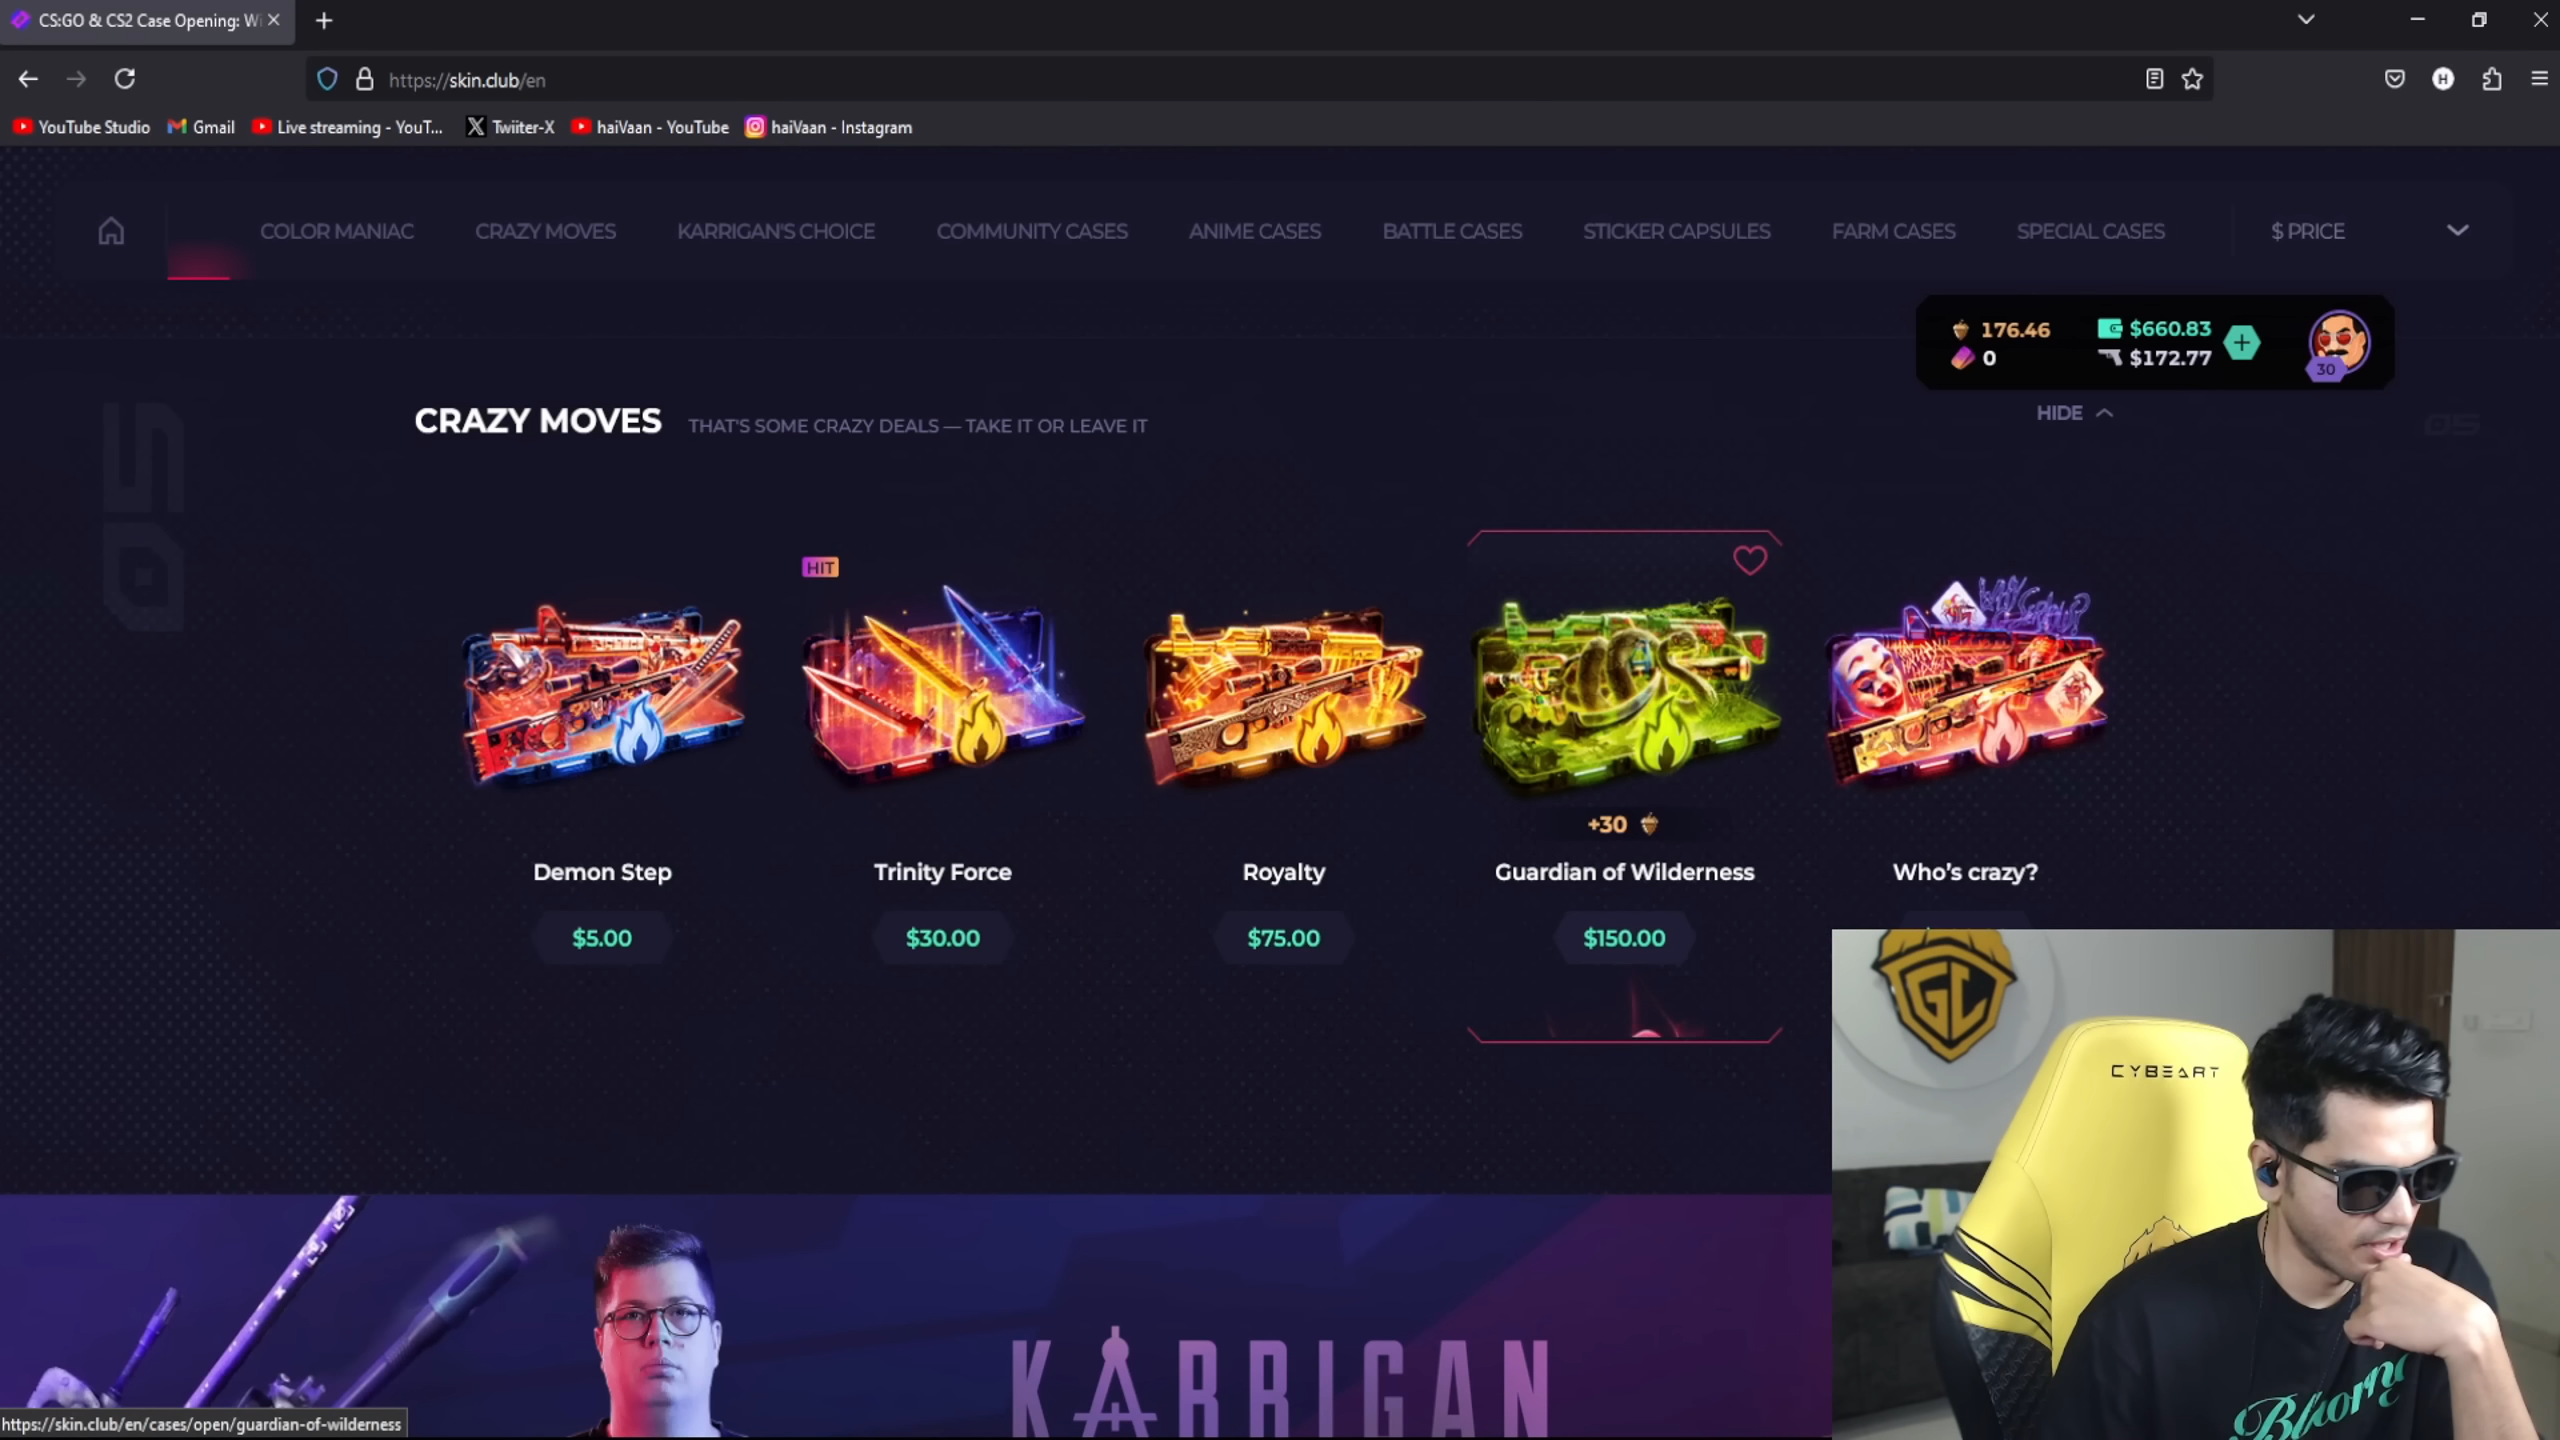 CS:GO & CS2 Case Opening: Wi
https://skin.club/en
H
YouTube Studio
Gmail
Live streaming - YouT...
Twiiter-X
haiVaan - YouTube
haiVaan - Instagram
COLOR MANIAC
CRAZY MOVES
KARRIGAN'S CHOICE
COMMUNITY CASES
ANIME CASES
BATTLE CASES
STICKER CAPSULES
FARM CASES
SPECIAL CASES
$ PRICE
176.46
$660.83
0
$172.77
30
CRAZY MOVES
THAT'S SOME CRAZY DEALS — TAKE IT OR LEAVE IT
HIDE
05
05
HIT
+30
Demon Step
Trinity Force
Royalty
Guardian of Wilderness
Who's crazy?
$5.00
$30.00
$75.00
$150.00
GC
CYBEART
KARRIGAN
https://skin.club/en/cases/open/guardian-of-wilderness